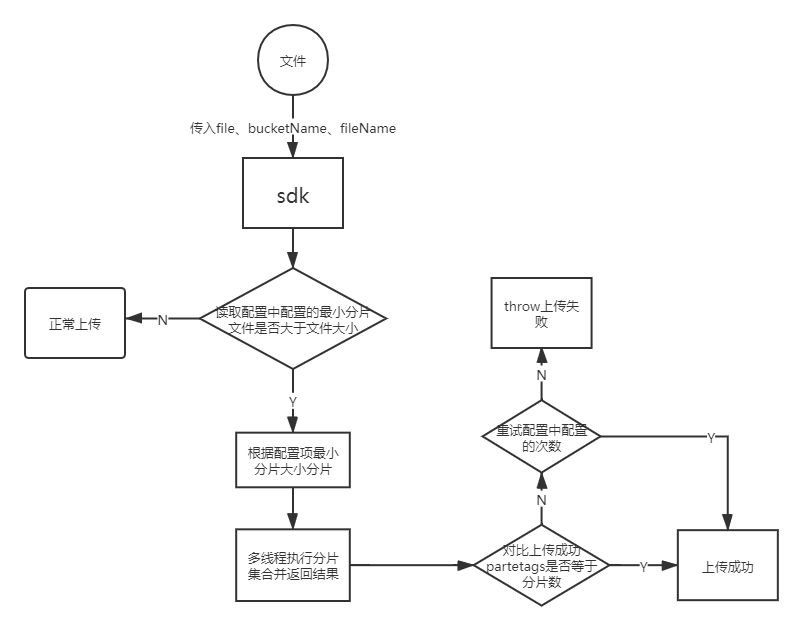 文件
传入file、bucketName、fileName
sdk
读取配置中配置的最小分片
文件是否大于文件大小
N
正常上传
Y
根据配置项最小
分片大小分片
多线程执行分片
集合并返回结果
对比上传成功
partetags是否等于
分片数
N
重试配置中配置
的次数
N
throw上传失
败
Y
Y
上传成功